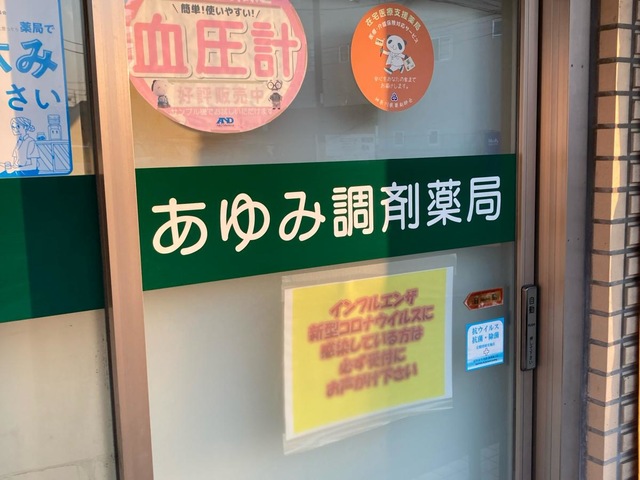 薬局で
み
さい
簡単!使いやすい!
血圧計
好評販売中
AND
在宅医療支援薬局
あゆみ調剤薬局
インフルエンザ
新型コロナウイルスに
感染している方は
必ず受付に
お声がけ下さい
抗ウイルス
抗菌・除菌
自動